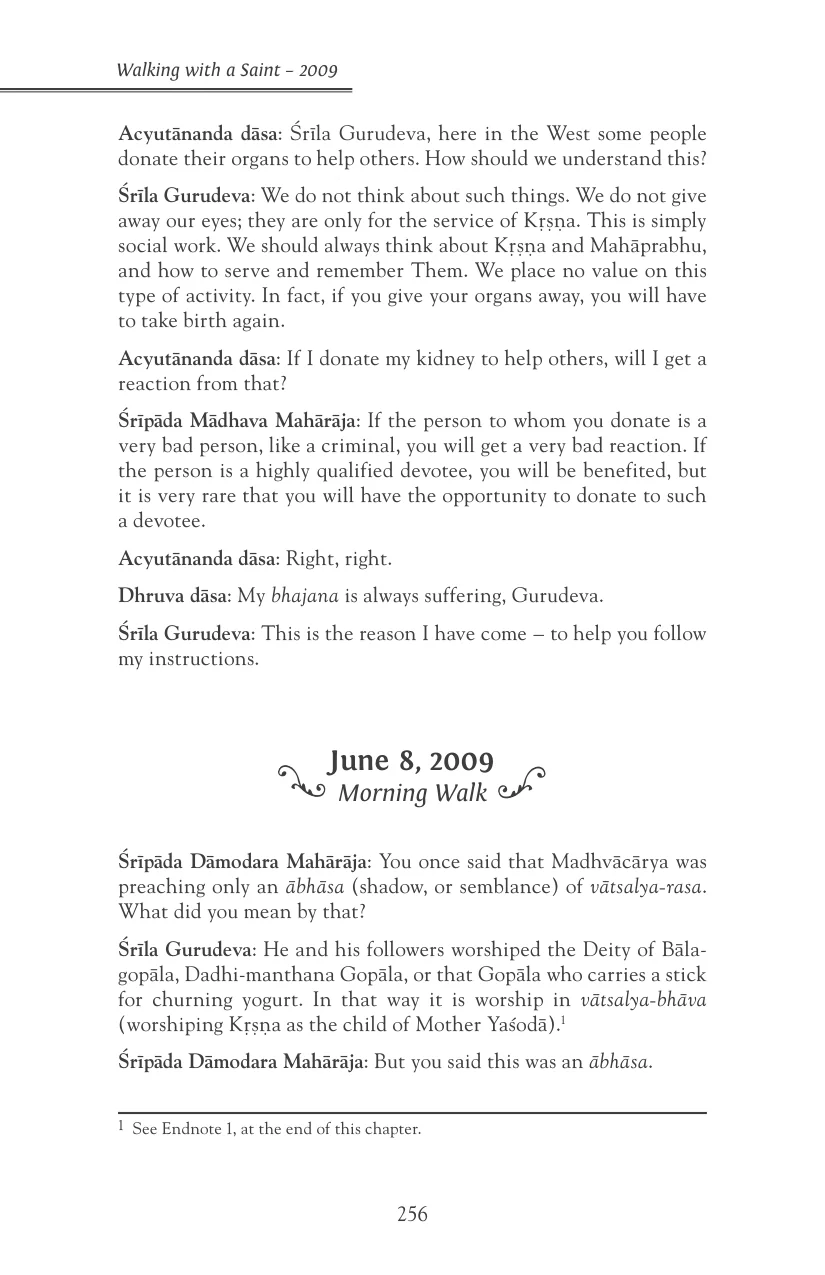 Walking with a Saint – 2009
Acyutānanda dāsa: Śrīla Gurudeva, here in the West some people
donate their organs to help others. How should we understand this?
Śrīla Gurudeva: We do not think about such things. We do not give
away our eyes; they are only for the service of Kṛṣṇa. This is simply
social work. We should always think about Kṛṣṇa and Mahāprabhu,
and how to serve and remember Them. We place no value on this
type of activity. In fact, if you give your organs away, you will have
to take birth again.
Acyutānanda dāsa: If I donate my kidney to help others, will I get a
reaction from that?
Śrīpāda Mādhava Mahārāja: If the person to whom you donate is a
very bad person, like a criminal, you will get a very bad reaction. If
the person is a highly qualified devotee, you will be benefited, but
it is very rare that you will have the opportunity to donate to such
a devotee.
Acyutānanda dāsa: Right, right.
Dhruva dāsa: My bhajana is always suffering, Gurudeva.
Śrīla Gurudeva: This is the reason I have come – to help you follow
my instructions.
June 8, 2009
Morning Walk
Śrīpāda Dāmodara Mahārāja: You once said that Madhvācārya was
preaching only an ābhāsa (shadow, or semblance) of vātsalya-rasa.
What did you mean by that?
Śrīla Gurudeva: He and his followers worshiped the Deity of Bāla-
gopāla, Dadhi-manthana Gopāla, or that Gopāla who carries a stick
for churning yogurt. In that way it is worship in vātsalya-bhāva
(worshiping Kṛṣṇa as the child of Mother Yaśodā).1
Śrīpāda Dāmodara Mahārāja: But you said this was an ābhāsa.
1 See Endnote 1, at the end of this chapter.
256